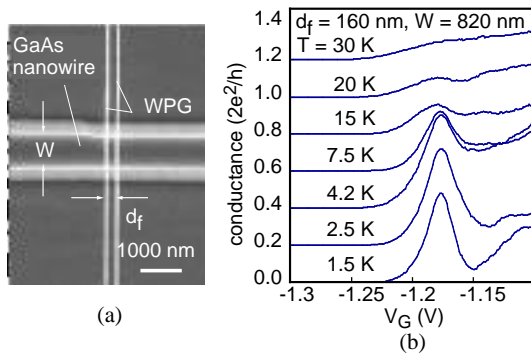 (a)
GaAs
nanowire
WPG
W
d_f
1000 nm
(a)
d_f = 160 nm, W = 820 nm
T = 30 K
20 K
15 K
7.5 K
4.2 K
2.5 K
1.5 K
conductance (2e²/h)
1.4
1.2
1.0
0.8
0.6
0.4
0.2
0.0
-1.3
-1.25
-1.2
-1.15
V_G (V)
(b)